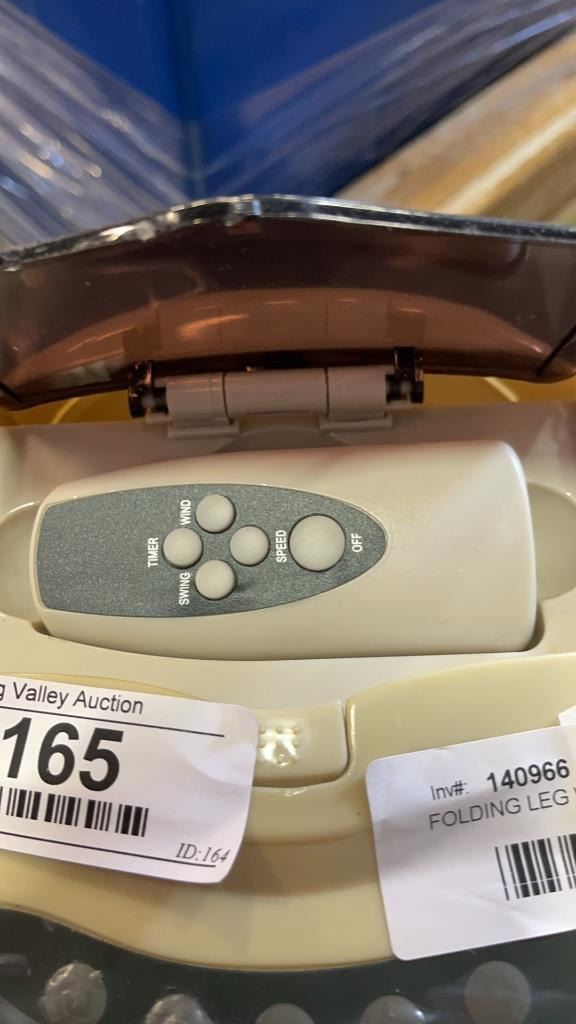 WIND
TIMER
SWING
SPEED
OFF
Valley Auction
165
ID:164
Inv#: 140966
FOLDING LEG